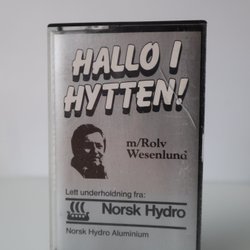 HALLO I
HYTTEN!
m/Rolv
Wesenlund
Lett underholdning fra:
Norsk Hydro
Norsk Hydro Aluminium